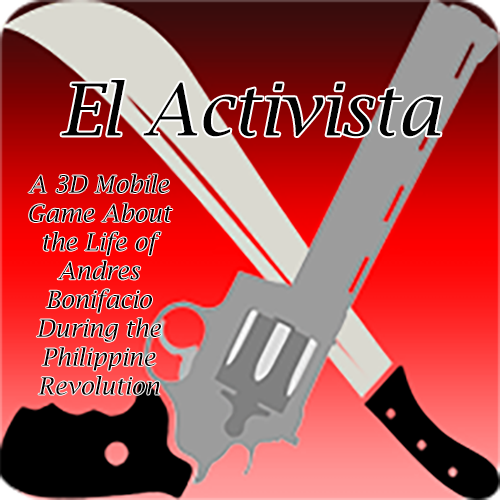 El Activista
A 3D Mobile
Game About
the Life of
Andres
Bonifacio
During the
Philippine
Revolution